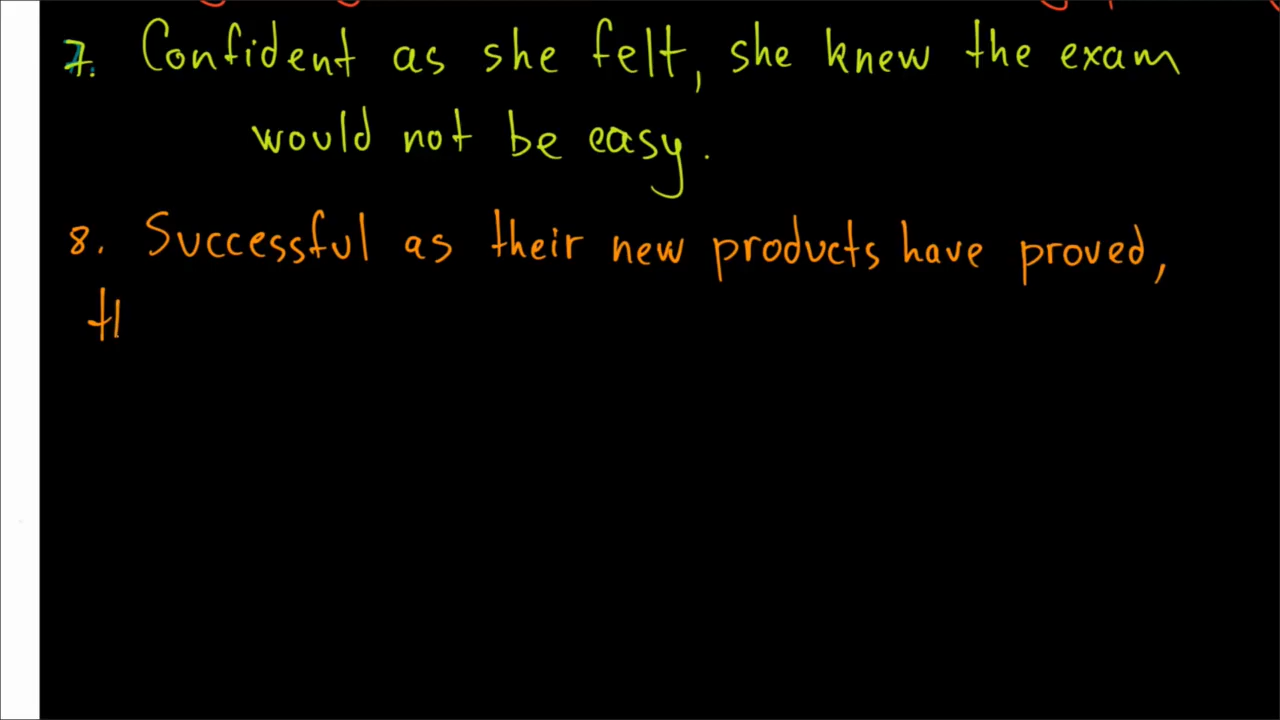 7. Confident as she felt, she knew the exam
would not be easy.
8. Successful as their new products have proved,